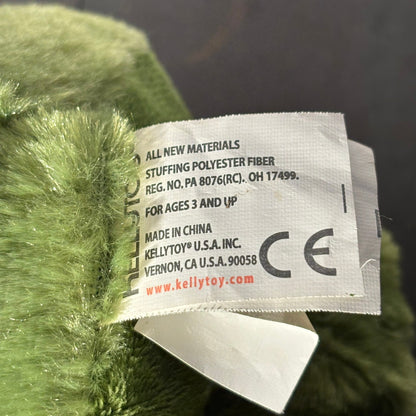 KELLYTOY®
ALL NEW MATERIALS
STUFFING POLYESTER FIBER
REG. NO. PA 8076(RC). OH 17499.
FOR AGES 3 AND UP
MADE IN CHINA
KELLYTOY® U.S.A. INC.
VERNON, CA U.S.A. 90058
www.kellytoy.com
CE